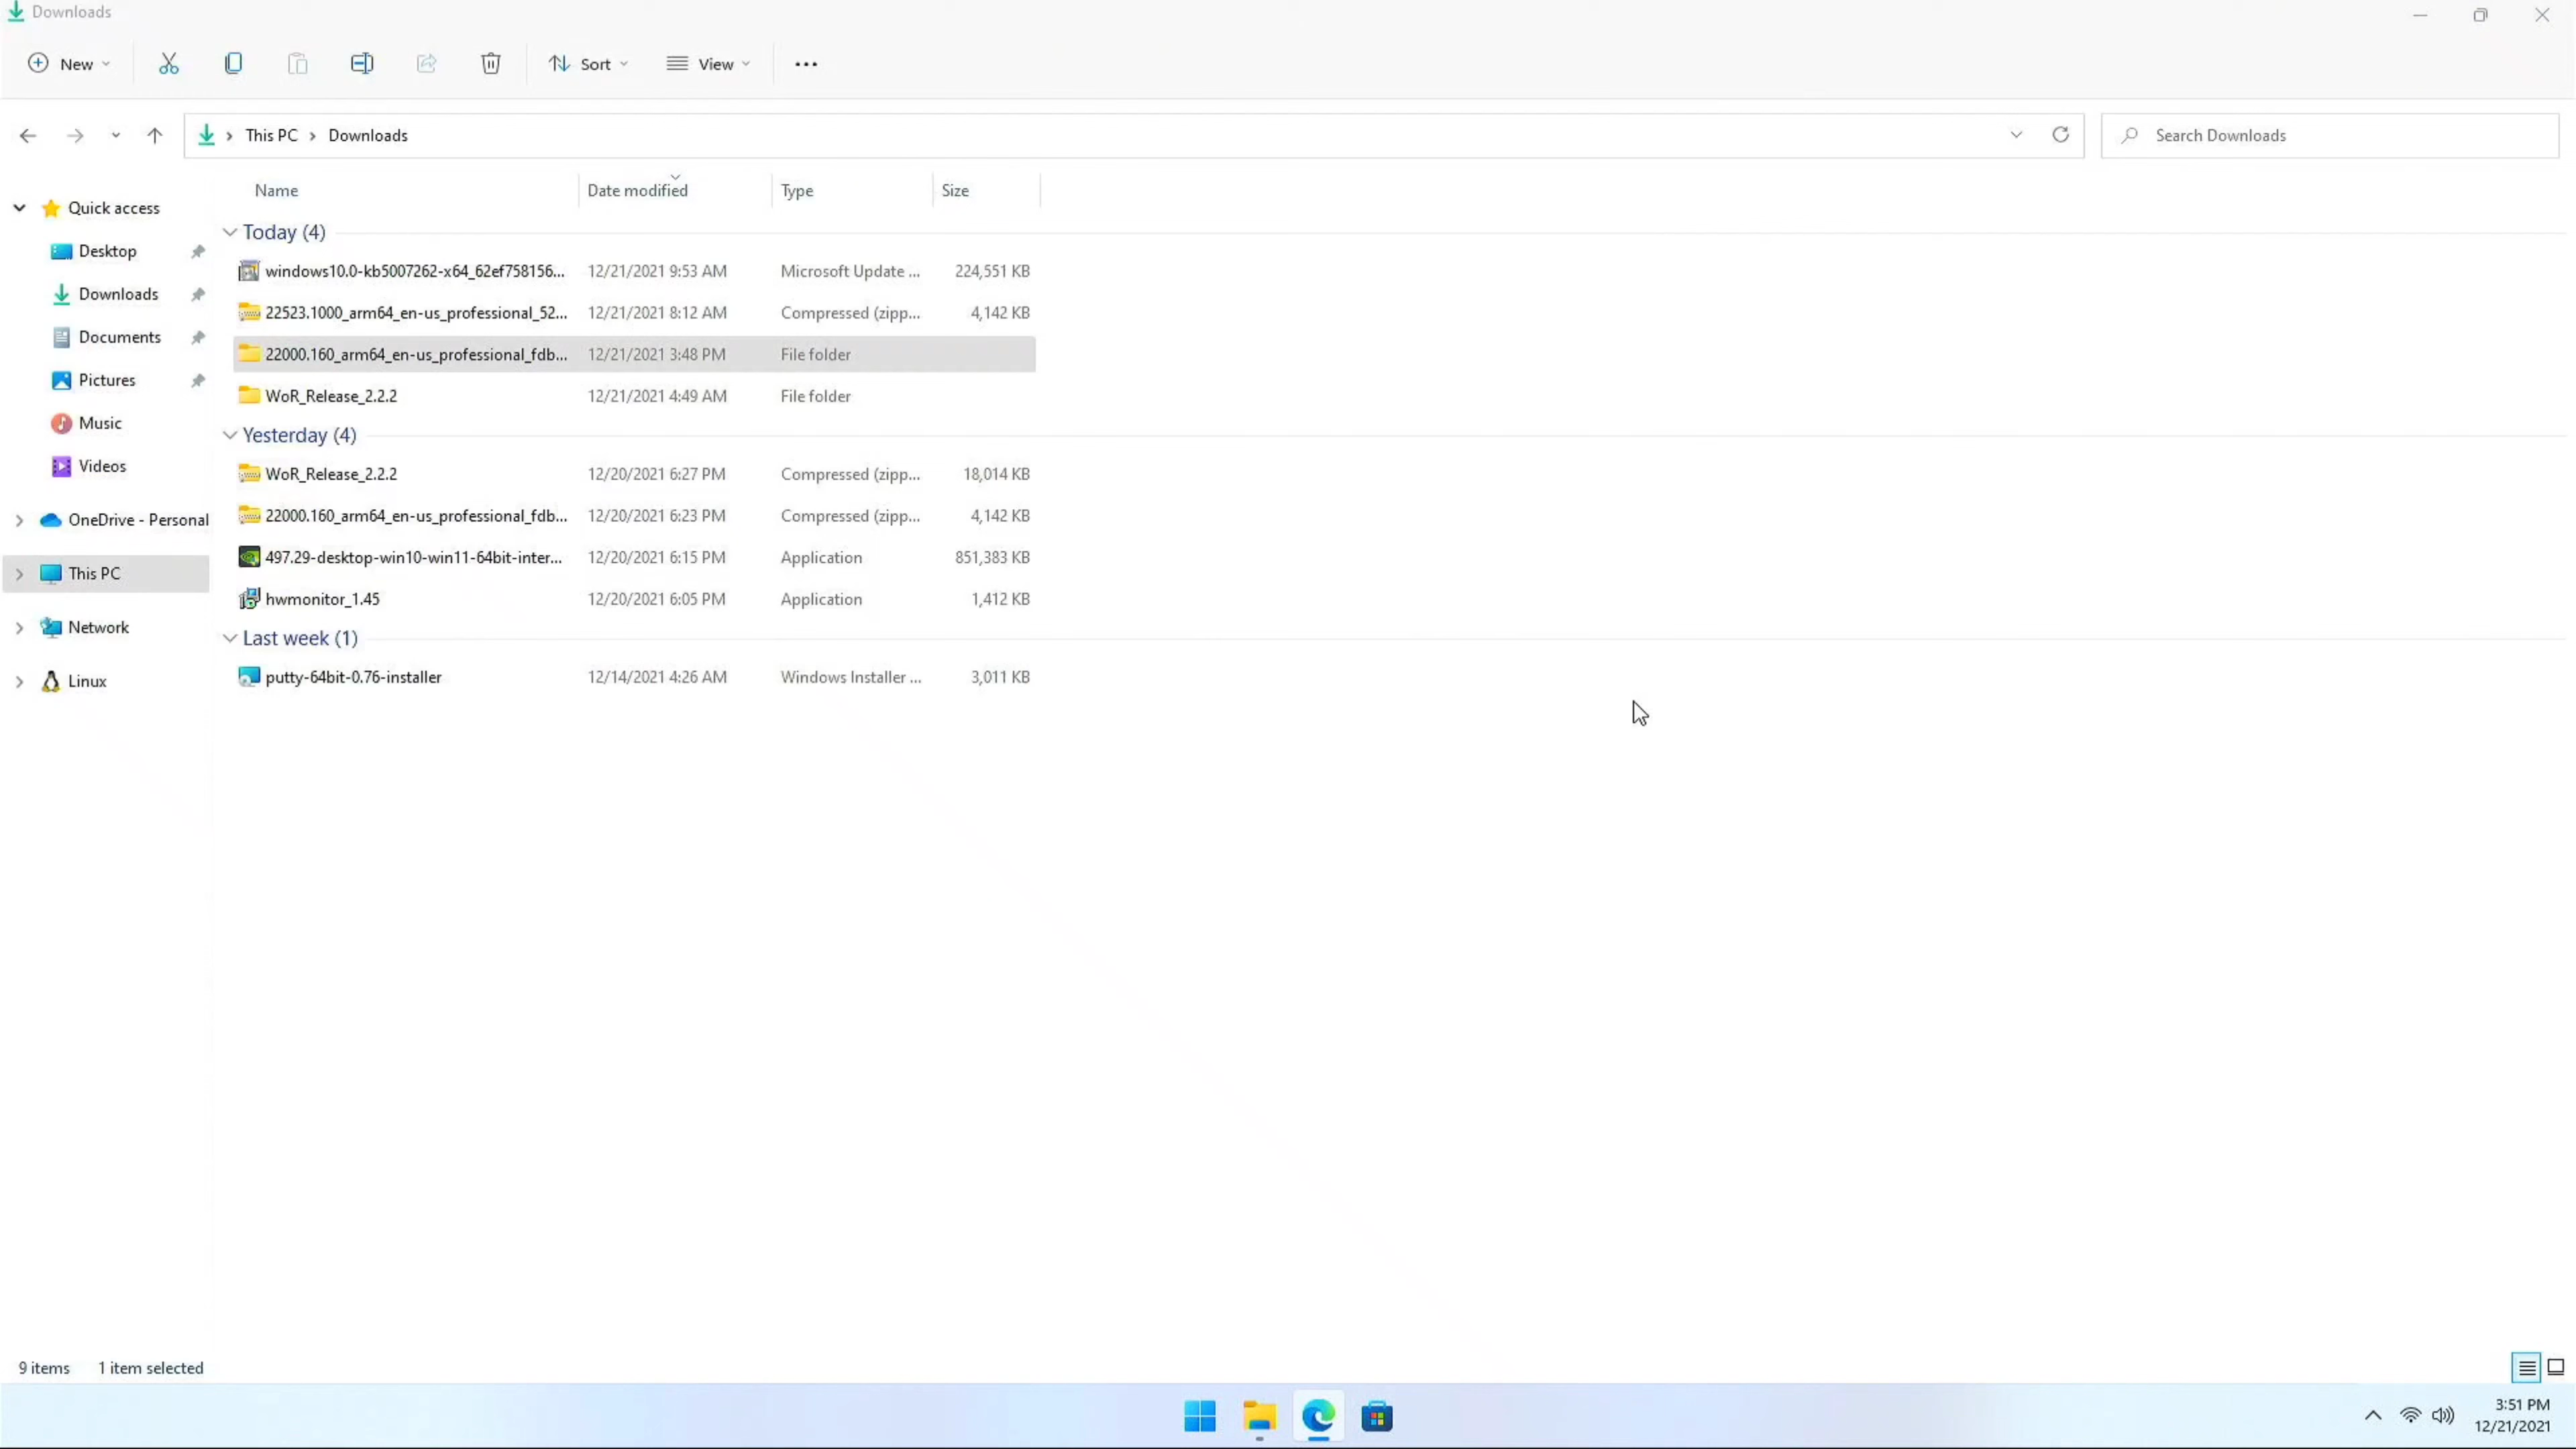 Downloads
New
Sort
View
This PC > Downloads
Search Downloads
Name Date modified Type Size
Quick access
Desktop
Downloads
Documents
Pictures
Music
Videos
OneDrive - Personal
This PC
Network
Linux
Today (4)
windows10.0-kb5007262-x64_62ef758156... 12/21/2021 9:53 AM Microsoft Update ... 224,551 KB
22523.1000_arm64_en-us_professional_52... 12/21/2021 8:12 AM Compressed (zipp... 4,142 KB
22000.160_arm64_en-us_professional_fdb... 12/21/2021 3:48 PM File folder
WoR_Release_2.2.2 12/21/2021 4:49 AM File folder
Yesterday (4)
WoR_Release_2.2.2 12/20/2021 6:27 PM Compressed (zipp... 18,014 KB
22000.160_arm64_en-us_professional_fdb... 12/20/2021 6:23 PM Compressed (zipp... 4,142 KB
497.29-desktop-win10-win11-64bit-inter... 12/20/2021 6:15 PM Application 851,383 KB
hwmonitor_1.45 12/20/2021 6:05 PM Application 1,412 KB
Last week (1)
putty-64bit-0.76-installer 12/14/2021 4:26 AM Windows Installer ... 3,011 KB
9 items 1 item selected
3:51 PM
12/21/2021